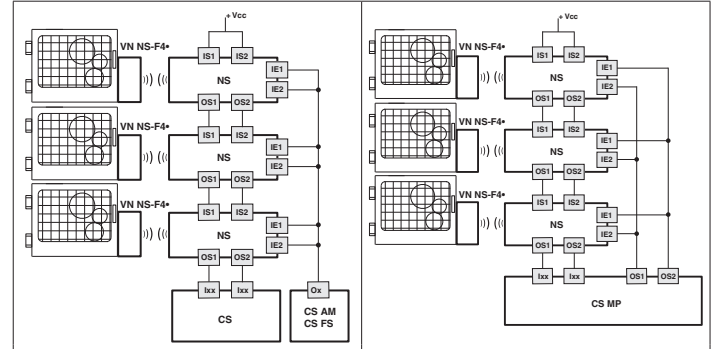 + Vcc
VN NS-F4•
IS1 IS2
IE1
NS
IE2
OS1 OS2
VN NS-F4•
IS1 IS2
IE1
NS
IE2
OS1 OS2
VN NS-F4•
IS1 IS2
IE1
NS
IE2
OS1 OS2
Ixx Ixx Ox
CS
CS AM
CS FS
+ Vcc
VN NS-F4•
IS1 IS2
IE1
NS
IE2
OS1 OS2
VN NS-F4•
IS1 IS2
IE1
NS
IE2
OS1 OS2
VN NS-F4•
IS1 IS2
IE1
NS
IE2
OS1 OS2
Ixx Ixx OS1 OS2
CS MP